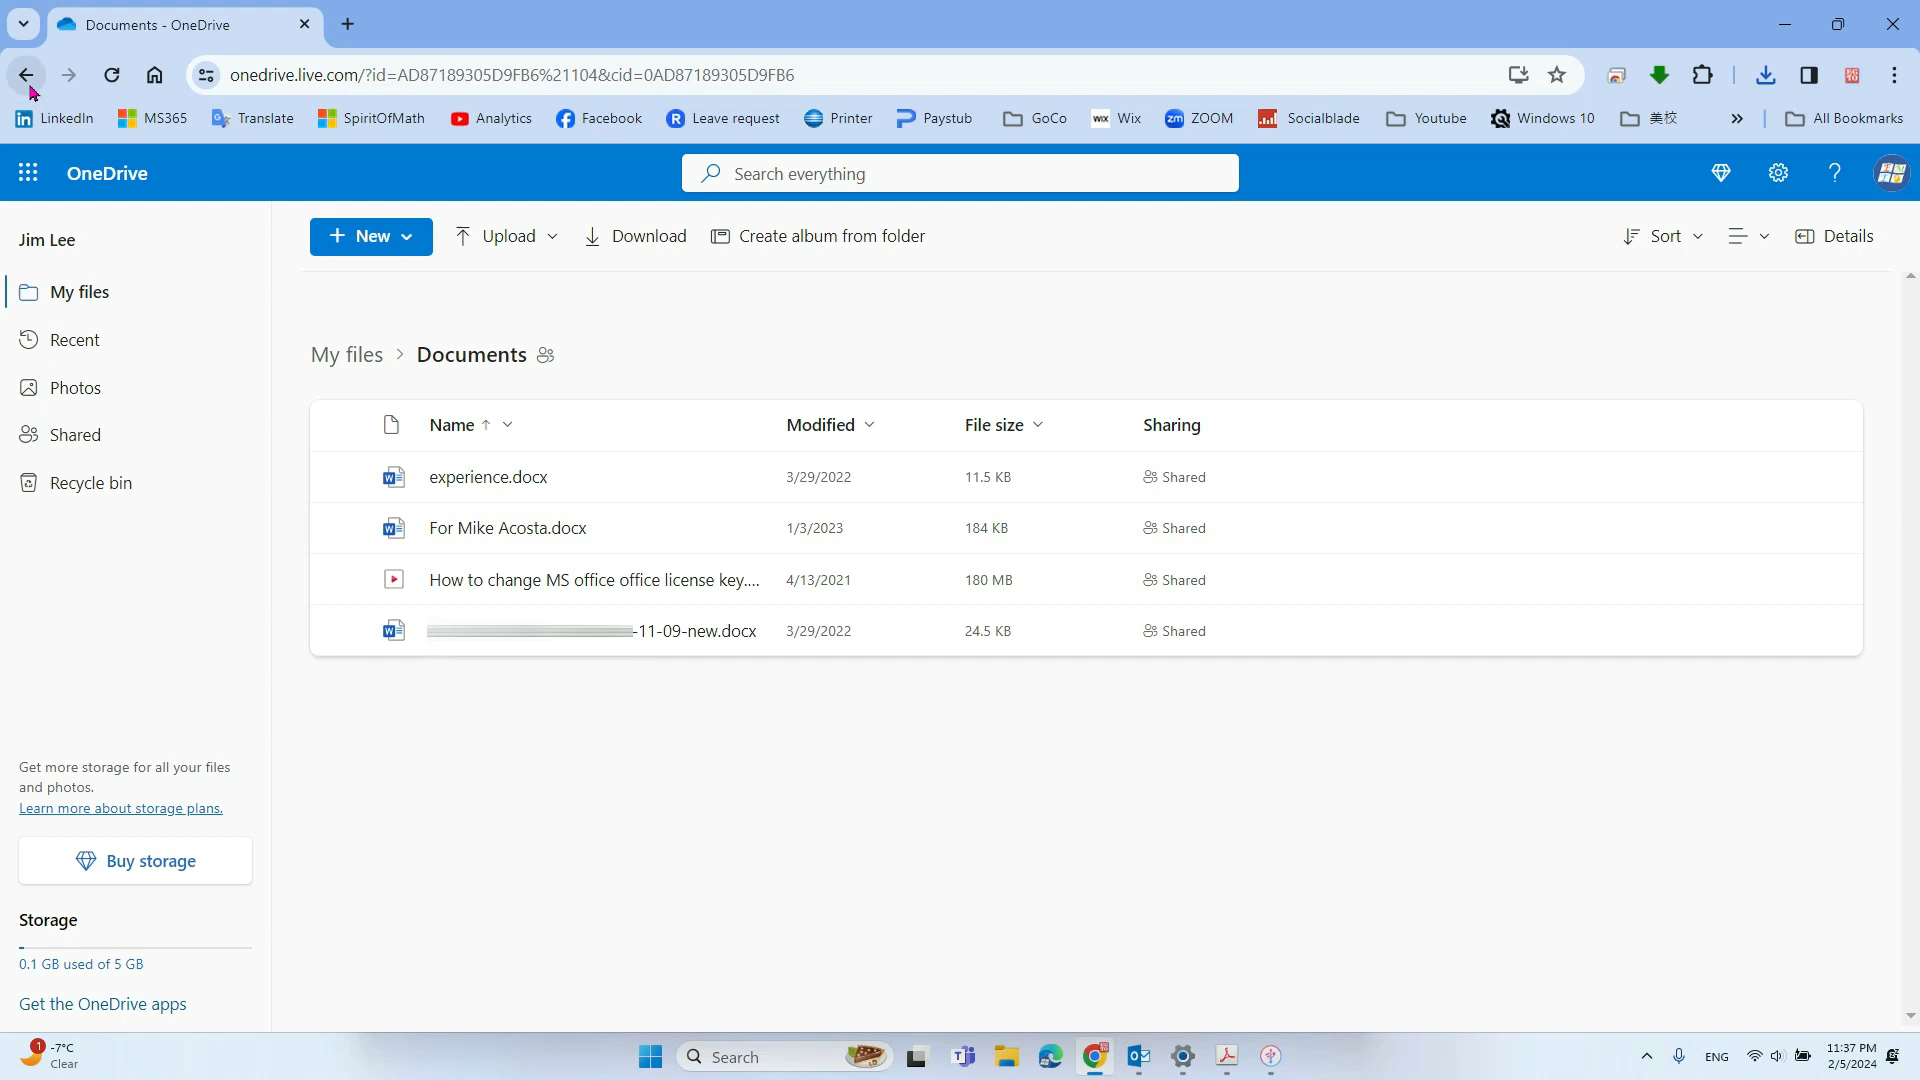 Documents - OneDrive
onedrive.live.com/?id=AD87189305D9FB6%21104&cid=0AD87189305D9FB6
LinkedIn
MS365
Translate
SpiritOfMath
Analytics
Facebook
Leave request
Printer
Paystub
GoCo
WIX Wix
zm ZOOM
Socialblade
Youtube
Windows 10
美校
All Bookmarks
OneDrive
Search everything
Jim Lee
+ New
Upload
Download
Create album from folder
Sort
Details
My files
Recent
Photos
Shared
Recycle bin
My files > Documents
Name Modified File size Sharing
experience.docx 3/29/2022 11.5 KB Shared
For Mike Acosta.docx 1/3/2023 184 KB Shared
How to change MS office office license key.... 4/13/2021 180 MB Shared
-11-09-new.docx 3/29/2022 24.5 KB Shared
Get more storage for all your files
and photos.
Learn more about storage plans.
Buy storage
Storage
0.1 GB used of 5 GB
Get the OneDrive apps
1
-7°C
Clear
Search
ENG
11:37 PM
2/5/2024